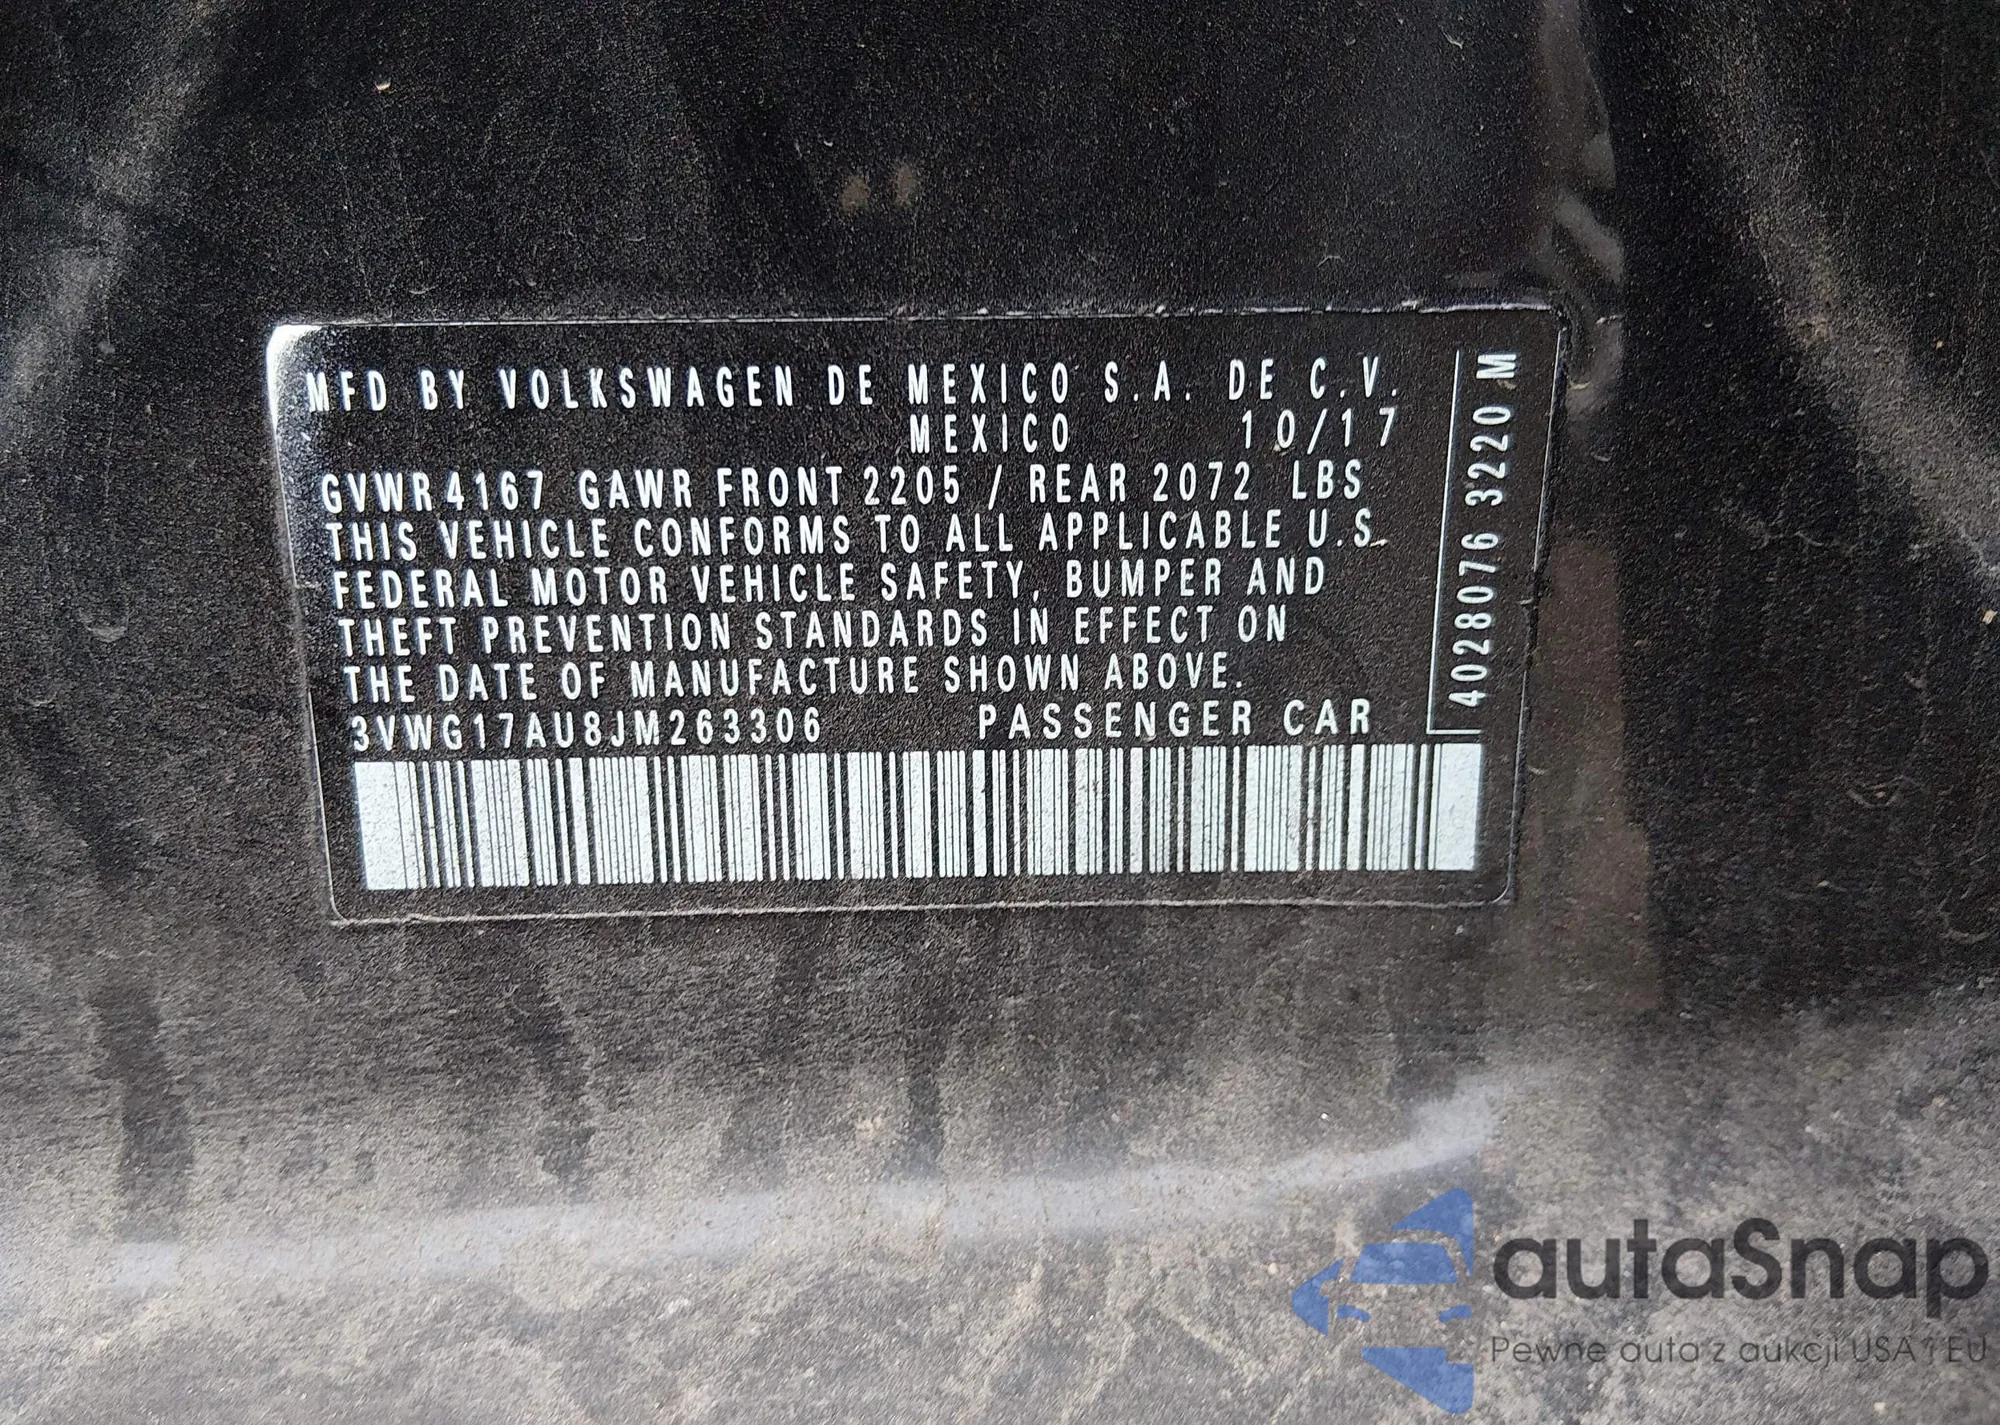 MFD BY VOLKSWAGEN DE MEXICO S.A. DE C.V.
MEXICO 10/17
GVWR 4167 GAWR FRONT 2205 / REAR 2072 LBS
THIS VEHICLE CONFORMS TO ALL APPLICABLE U.S.
FEDERAL MOTOR VEHICLE SAFETY, BUMPER AND
THEFT PREVENTION STANDARDS IN EFFECT ON
THE DATE OF MANUFACTURE SHOWN ABOVE.
3VWG17AU8JM263306 PASSENGER CAR
4028076 3220 M
autaSnap
Pewne auta z aukcji USA i EU